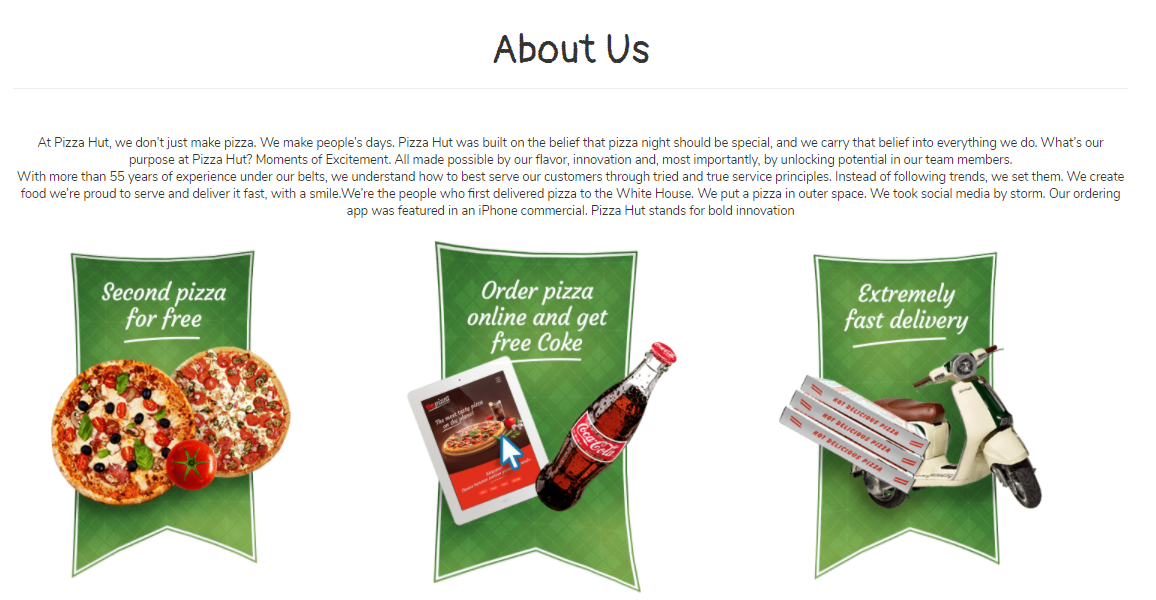 About Us
At Pizza Hut, we don't just make pizza. We make people's days. Pizza Hut was built on the belief that pizza night should be special, and we carry that belief into everything we do. What's our
purpose at Pizza Hut? Moments of Excitement. All made possible by our flavor, innovation and, most importantly, by unlocking potential in our team members.
With more than 55 years of experience under our belts, we understand how to best serve our customers through tried and true service principles. Instead of following trends, we set them. We create
food we're proud to serve and deliver it fast, with a smile.We're the people who first delivered pizza to the White House. We put a pizza in outer space. We took social media by storm. Our ordering
app was featured in an iPhone commercial. Pizza Hut stands for bold innovation
Second pizza
for free
Order pizza
online and get
free Coke
pizza
The most tasty pizza
on the planet
Coca-Cola
Extremely
fast delivery
HOT DELICIOUS PIZZA
HOT DELICIOUS PIZZA
HOT DELICIOUS PIZZA